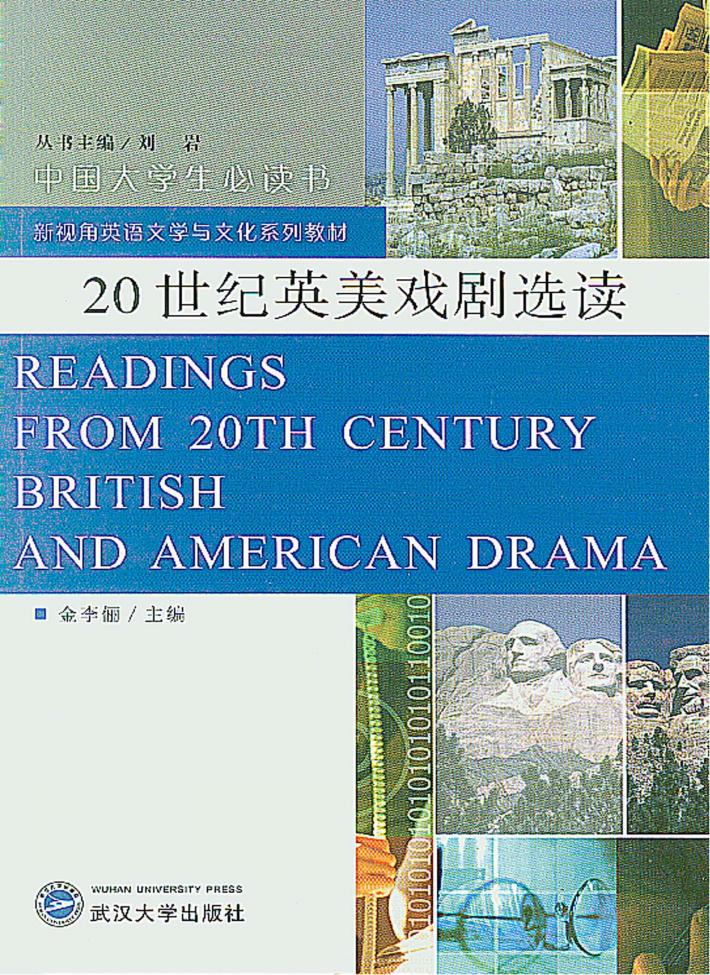 丛书主编/刘 岩
中国大学生必读书
新视角英语文学与文化系列教材
20世纪英美戏剧选读
READINGS
FROM 20TH CENTURY
BRITISH
AND AMERICAN DRAMA
金李俪/主编
0101010101010110010
WUHAN UNIVERSITY PRESS
武汉大学出版社